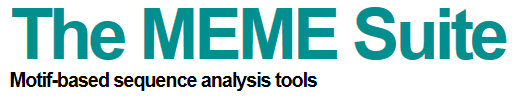 The MEME Suite
Motif-based sequence analysis tools